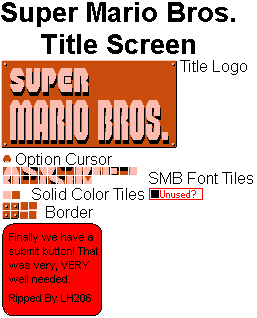 Super Mario Bros.
Title Screen
Title Logo
SUPER
MARIO BROS.
Option Cursor
SMB Font Tiles
Solid Color Tiles
Unused?
Border
Finally we have a
submit button! That
was very, VERY
well needed.
Ripped By LH206